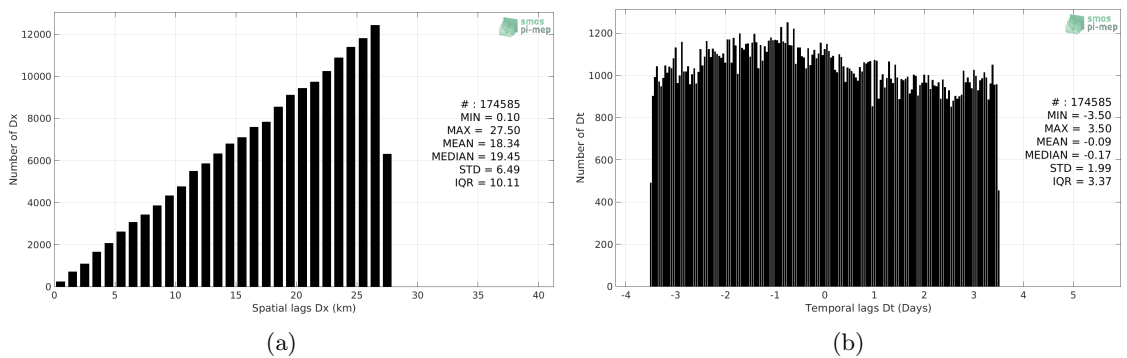 smos
pi-mep
12000
10000
8000
6000
4000
2000
0
Number of Dx
# : 174585
MIN = 0.10
MAX = 27.50
MEAN = 18.34
MEDIAN = 19.45
STD = 6.49
IQR = 10.11
0 5 10 15 20 25 30 35 40
Spatial lags Dx (km)
(a)
smos
pi-mep
1200
1000
800
600
400
200
0
Number of Dt
# : 174585
MIN = -3.50
MAX = 3.50
MEAN = -0.09
MEDIAN = -0.17
STD = 1.99
IQR = 3.37
-4 -3 -2 -1 0 1 2 3 4 5
Temporal lags Dt (Days)
(b)